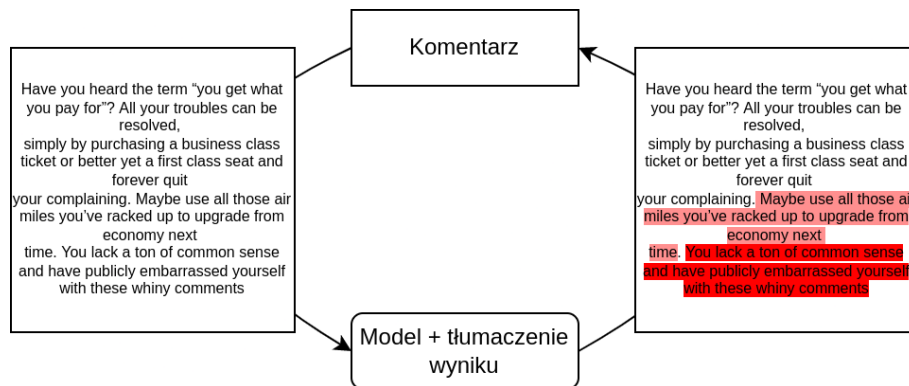 Komentarz
Have you heard the term “you get what
you pay for”? All your troubles can be
resolved,
simply by purchasing a business class
ticket or better yet a first class seat and
forever quit
your complaining. Maybe use all those air
miles you’ve racked up to upgrade from
economy next
time. You lack a ton of common sense
and have publicly embarrassed yourself
with these whiny comments
Have you heard the term “you get what
you pay for”? All your troubles can be
resolved,
simply by purchasing a business class
ticket or better yet a first class seat and
forever quit
your complaining. Maybe use all those air
miles you’ve racked up to upgrade from
economy next
time. You lack a ton of common sense
and have publicly embarrassed yourself
with these whiny comments
Model + tłumaczenie
wyniku